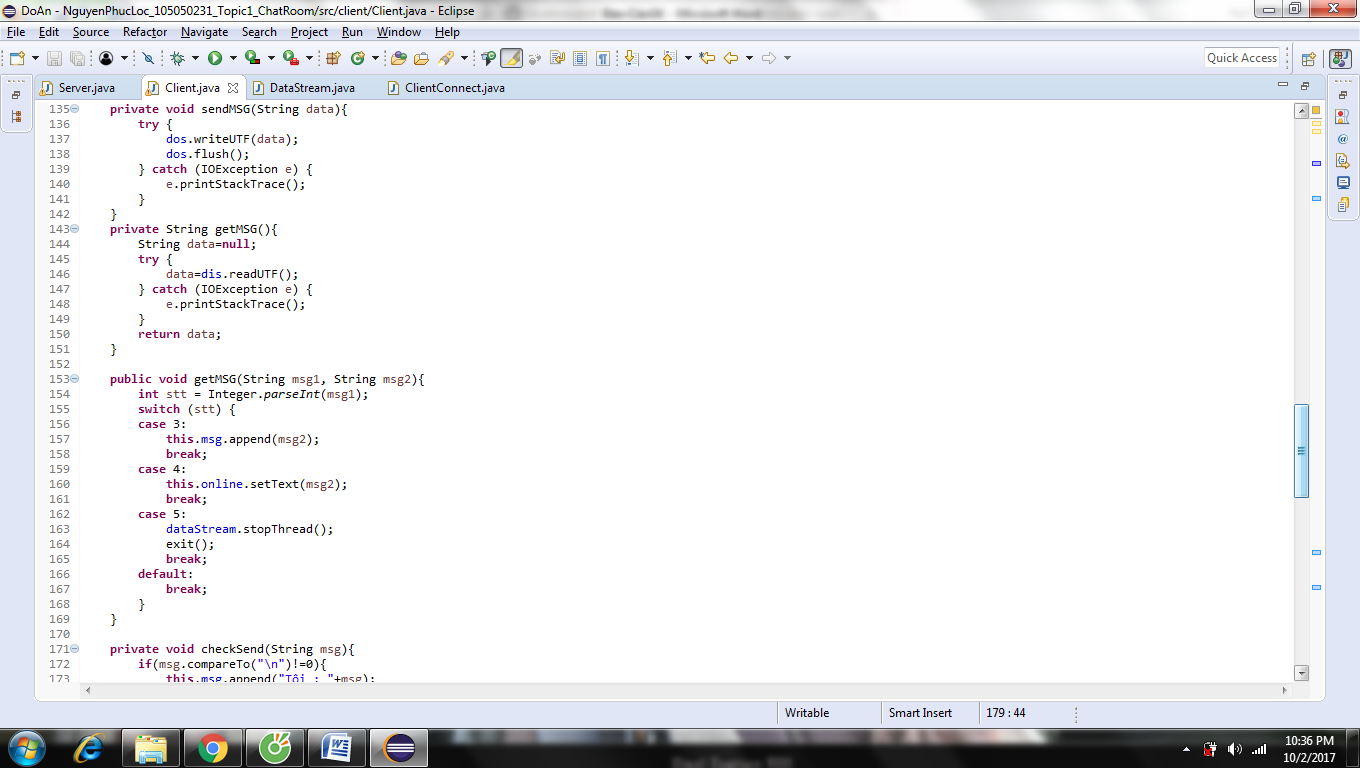 DoAn - NguyenPhucLoc_105050231_Topic1_ChatRoom/src/client/Client.java - Eclipse
File Edit Source Refactor Navigate Search Project Run Window Help
Quick Access
Server.java Client.java DataStream.java ClientConnect.java
135 private void sendMSG(String data){
136 try {
137 dos.writeUTF(data);
138 dos.flush();
139 } catch (IOException e) {
140 e.printStackTrace();
141 }
142 }
143 private String getMSG(){
144 String data=null;
145 try {
146 data=dis.readUTF();
147 } catch (IOException e) {
148 e.printStackTrace();
149 }
150 return data;
151 }
152
153 public void getMSG(String msg1, String msg2){
154 int stt = Integer.parseInt(msg1);
155 switch (stt) {
156 case 3:
157 this.msg.append(msg2);
158 break;
159 case 4:
160 this.online.setText(msg2);
161 break;
162 case 5:
163 dataStream.stopThread();
164 exit();
165 break;
166 default:
167 break;
168 }
169 }
170
171 private void checkSend(String msg){
172 if(msg.compareTo("\n")!=0){
173 this.msg.append("Tôi : "+msg);
Writable Smart Insert 179 : 44
10:36 PM
10/2/2017